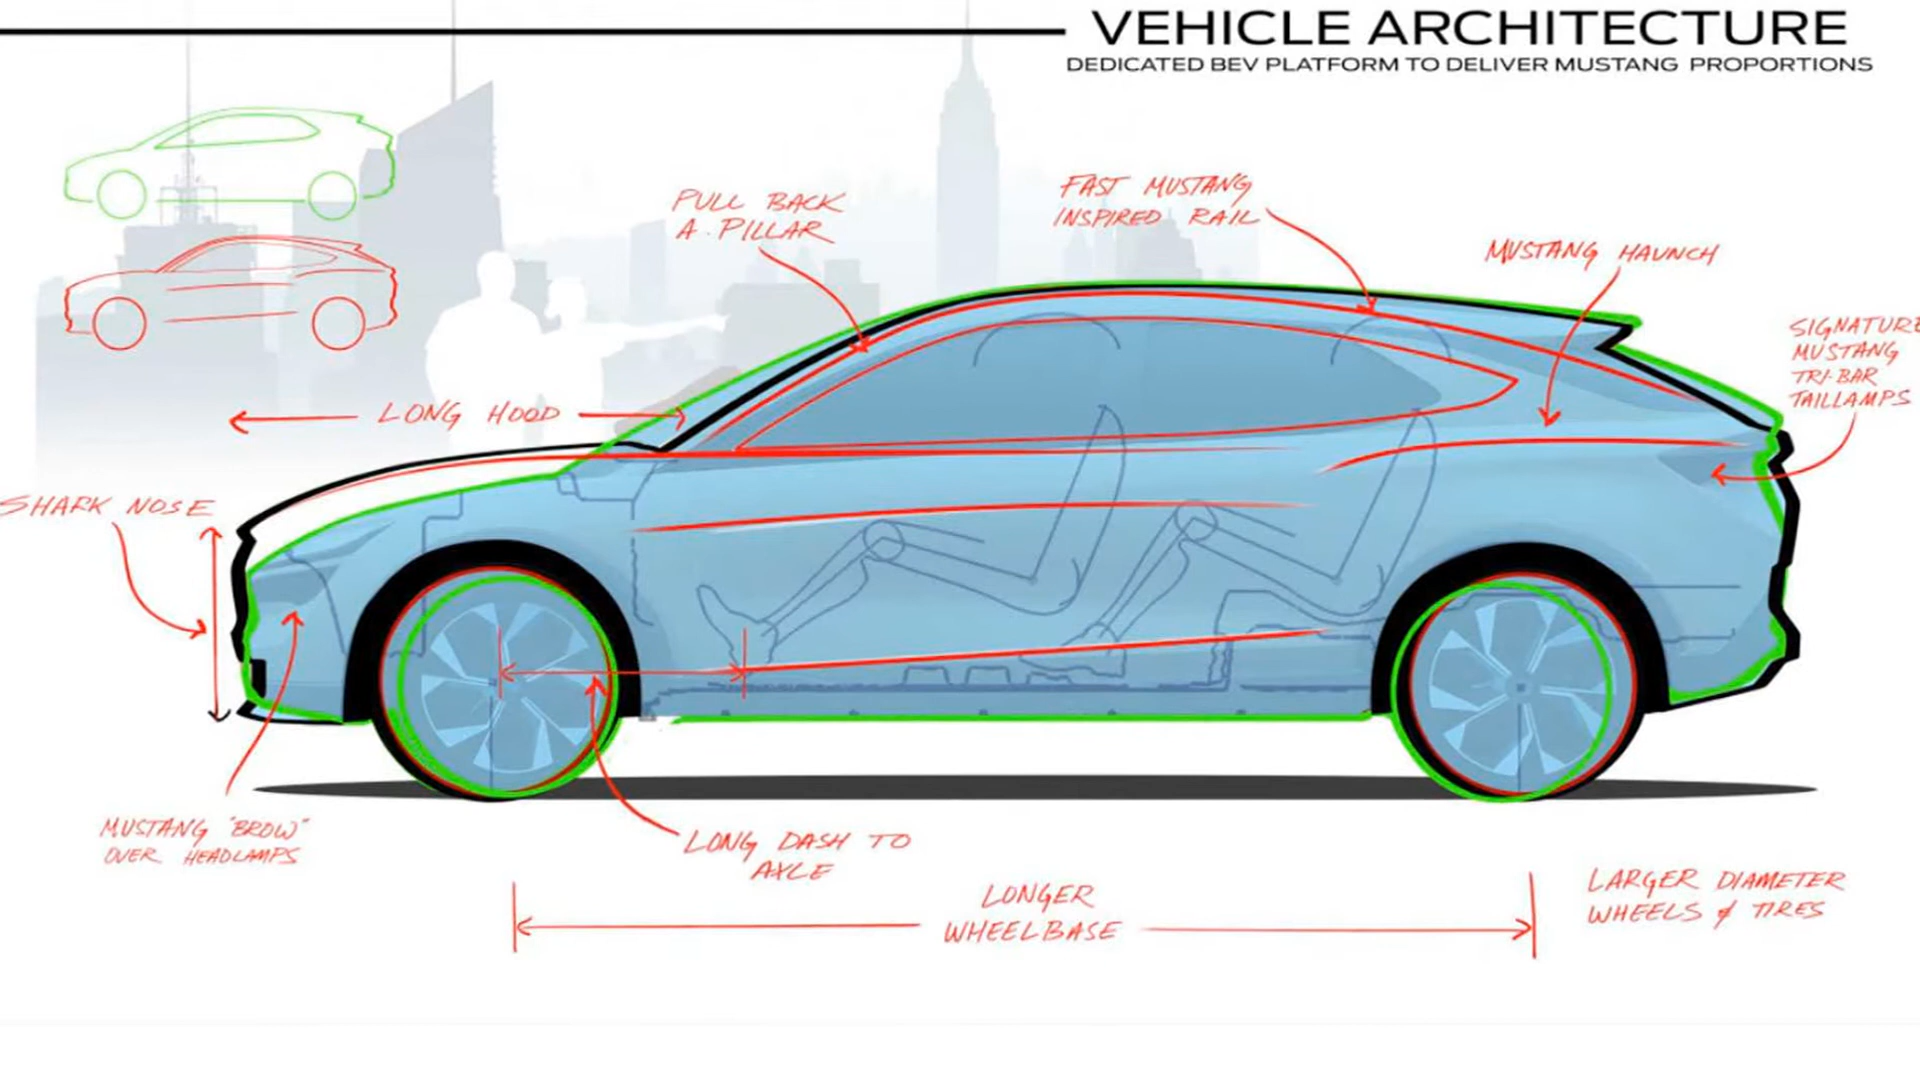 VEHICLE ARCHITECTURE
DEDICATED BEV PLATFORM TO DELIVER MUSTANG PROPORTIONS
PULL BACK
A-PILLAR
FAST MUSTANG
INSPIRED RAIL
MUSTANG HAUNCH
SIGNATURE
MUSTANG
TRI-BAR
TAILLAMPS
LONG HOOD
SHARK NOSE
MUSTANG "BROW"
OVER HEADLAMPS
LONG DASH TO
AXLE
LONGER
WHEELBASE
LARGER DIAMETER
WHEELS & TIRES